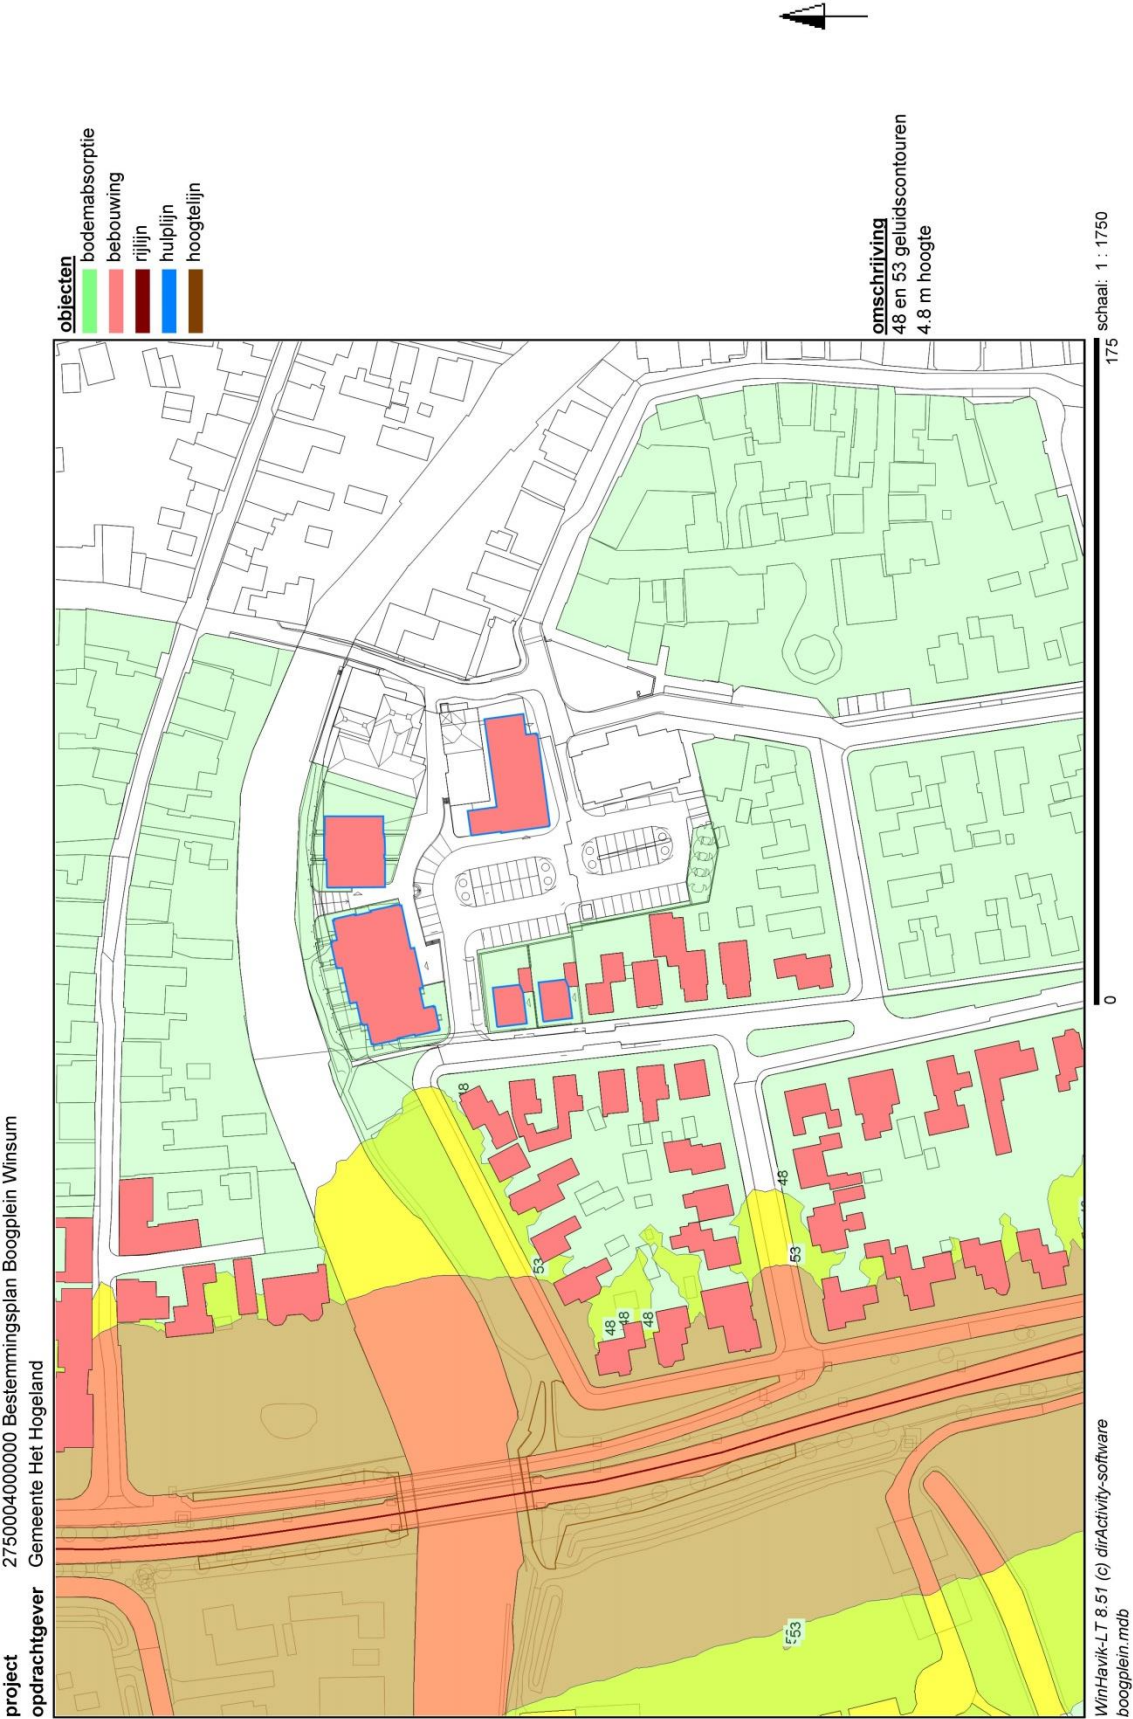 project 2750004000000 Bestemmingsplan Boogplein Winsum
opdrachtgever Gemeente Het Hogeland
objecten
bodemabsorptie
bebouwing
rijlijn
hulplijn
hoogtelijn
omschrijving
48 en 53 geluidscontouren
4.8 m hoogte
48
53
48
48
48
48
53
53
0
175
schaal: 1 : 1750
WinHavik-LT 8.51 (c) dirActivity-software
boogplein.mdb